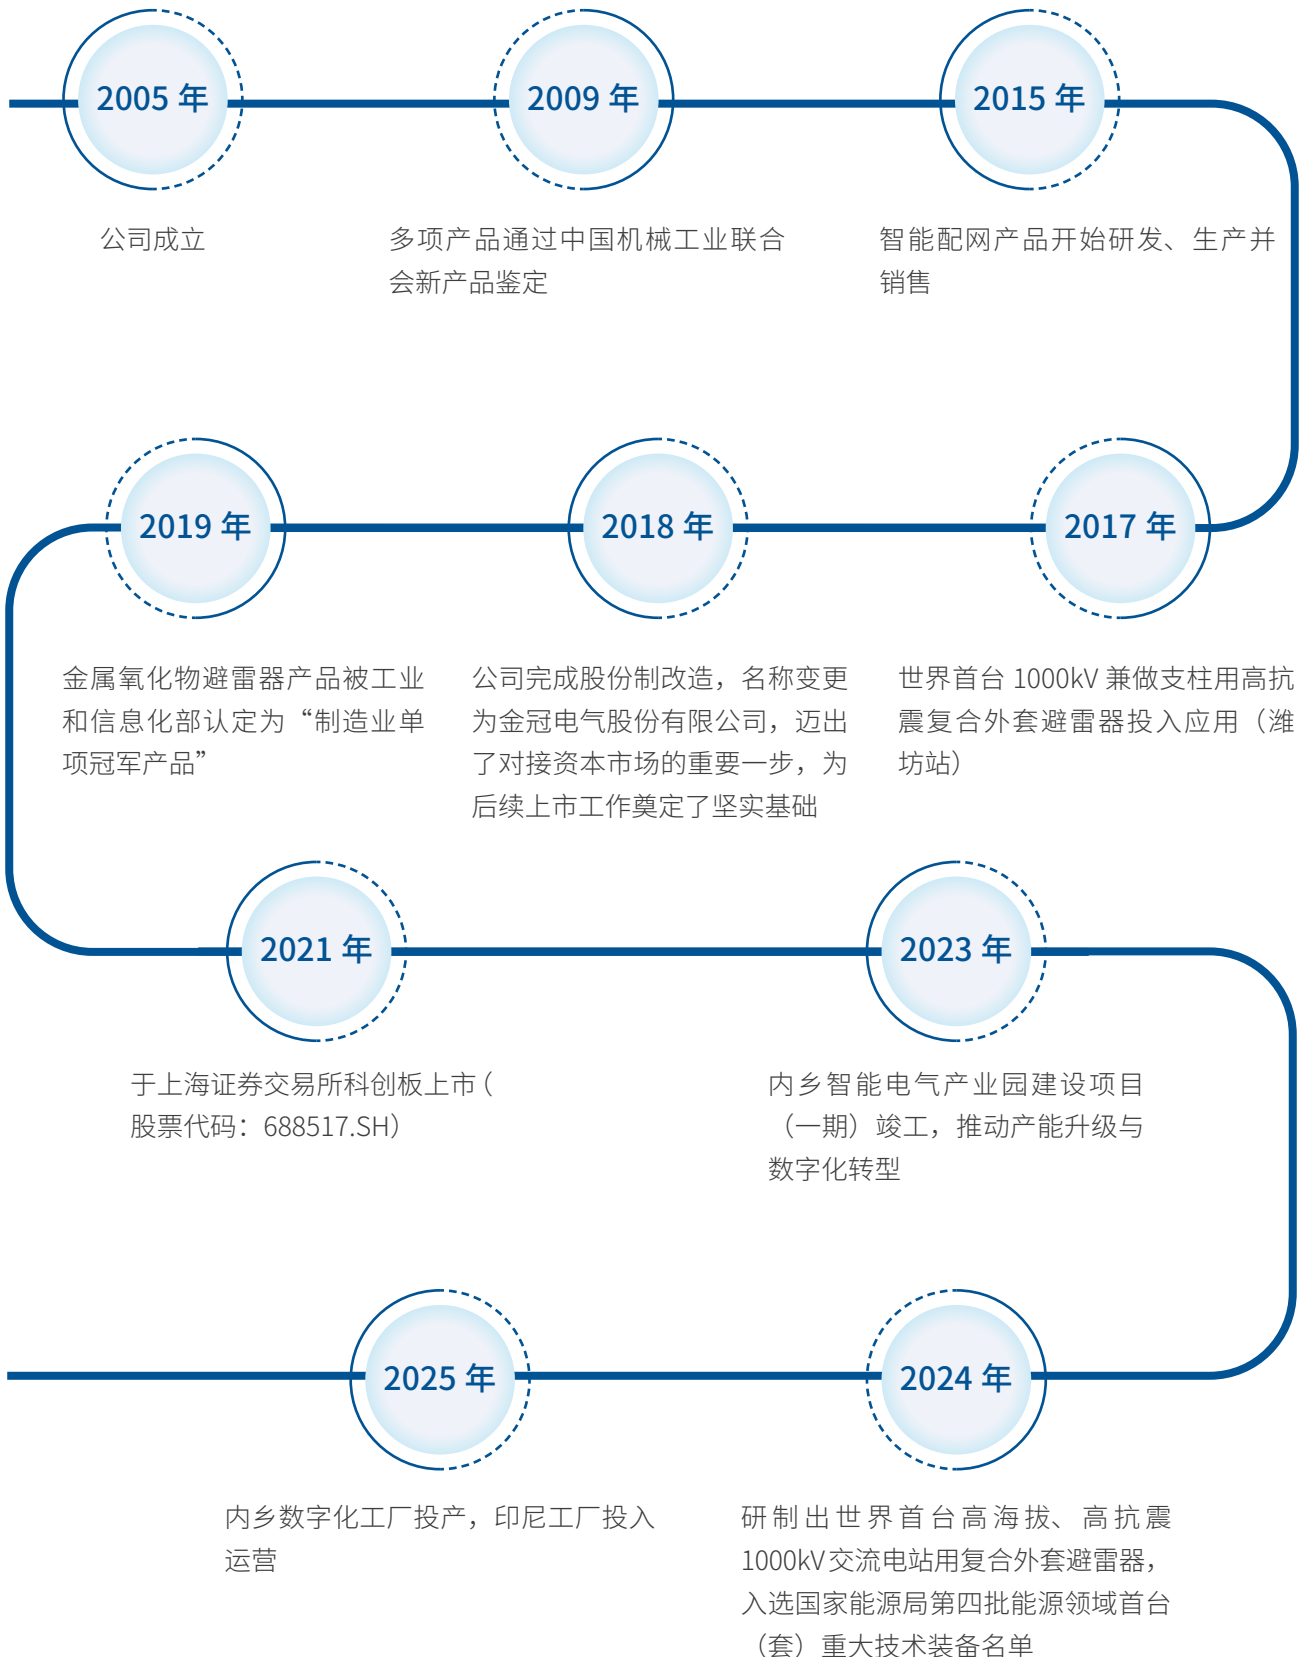 2005 年
公司成立
2009 年
多项产品通过中国机械工业联合
会新产品鉴定
2015 年
智能配网产品开始研发、生产并
销售
2017 年
世界首台 1000kV 兼做支柱用高抗
震复合外套避雷器投入应用（潍
坊站）
2018 年
公司完成股份制改造，名称变更
为金冠电气股份有限公司，迈出
了对接资本市场的重要一步，为
后续上市工作奠定了坚实基础
2019 年
金属氧化物避雷器产品被工业
和信息化部认定为“制造业单
项冠军产品”
2021 年
于上海证券交易所科创板上市（
股票代码：688517.SH）
2023 年
内乡智能电气产业园建设项目
（一期）竣工，推动产能升级与
数字化转型
2024 年
研制出世界首台高海拔、高抗震
1000kV 交流电站用复合外套避雷器，
入选国家能源局第四批能源领域首台
（套）重大技术装备名单
2025 年
内乡数字化工厂投产，印尼工厂投入
运营